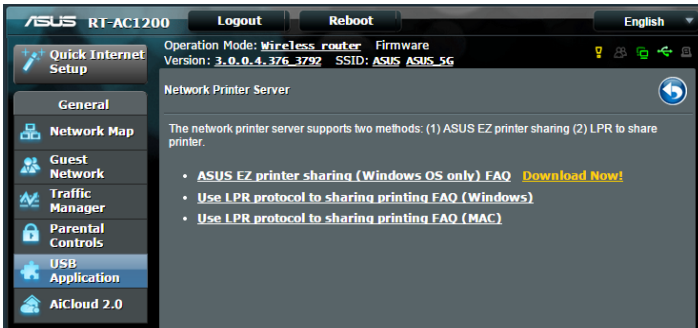 ASUS RT-AC1200 Logout Reboot English
Quick Internet Setup
Operation Mode: Wireless router Firmware
Version: 3.0.0.4.376_3792 SSID: ASUS ASUS_5G
General
Network Map
Guest
Network
Traffic
Manager
Parental
Controls
USB
Application
AiCloud 2.0
Network Printer Server
The network printer server supports two methods: (1) ASUS EZ printer sharing (2) LPR to share
printer.
ASUS EZ printer sharing (Windows OS only) FAQ Download Now!
Use LPR protocol to sharing printing FAQ (Windows)
Use LPR protocol to sharing printing FAQ (MAC)